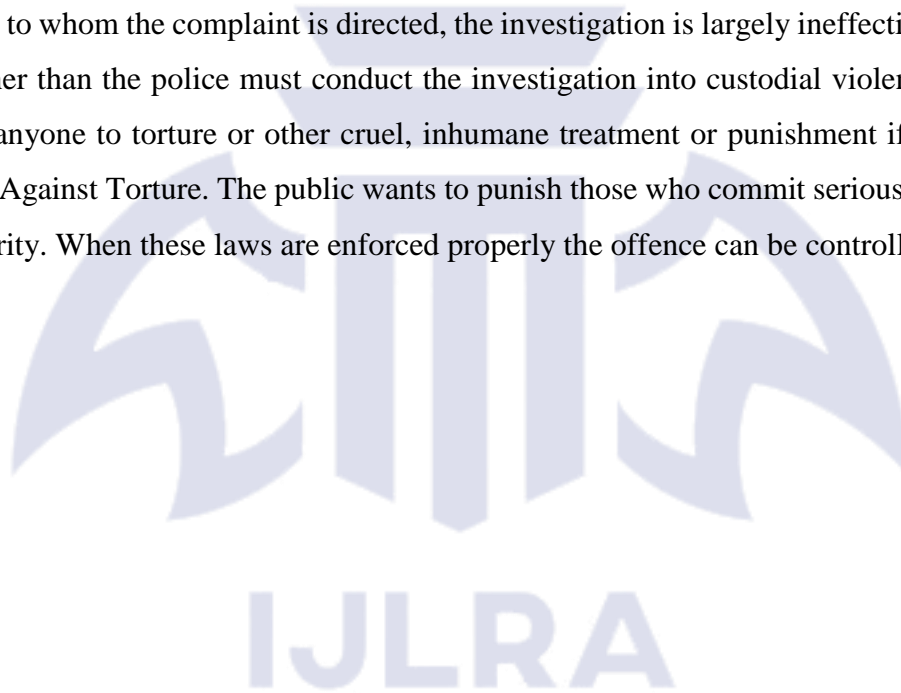 to whom the complaint is directed, the investigation is largely ineffecti
her than the police must conduct the investigation into custodial violen
anyone to torture or other cruel, inhumane treatment or punishment if
Against Torture. The public wants to punish those who commit serious
rity. When these laws are enforced properly the offence can be controll
IJLRA